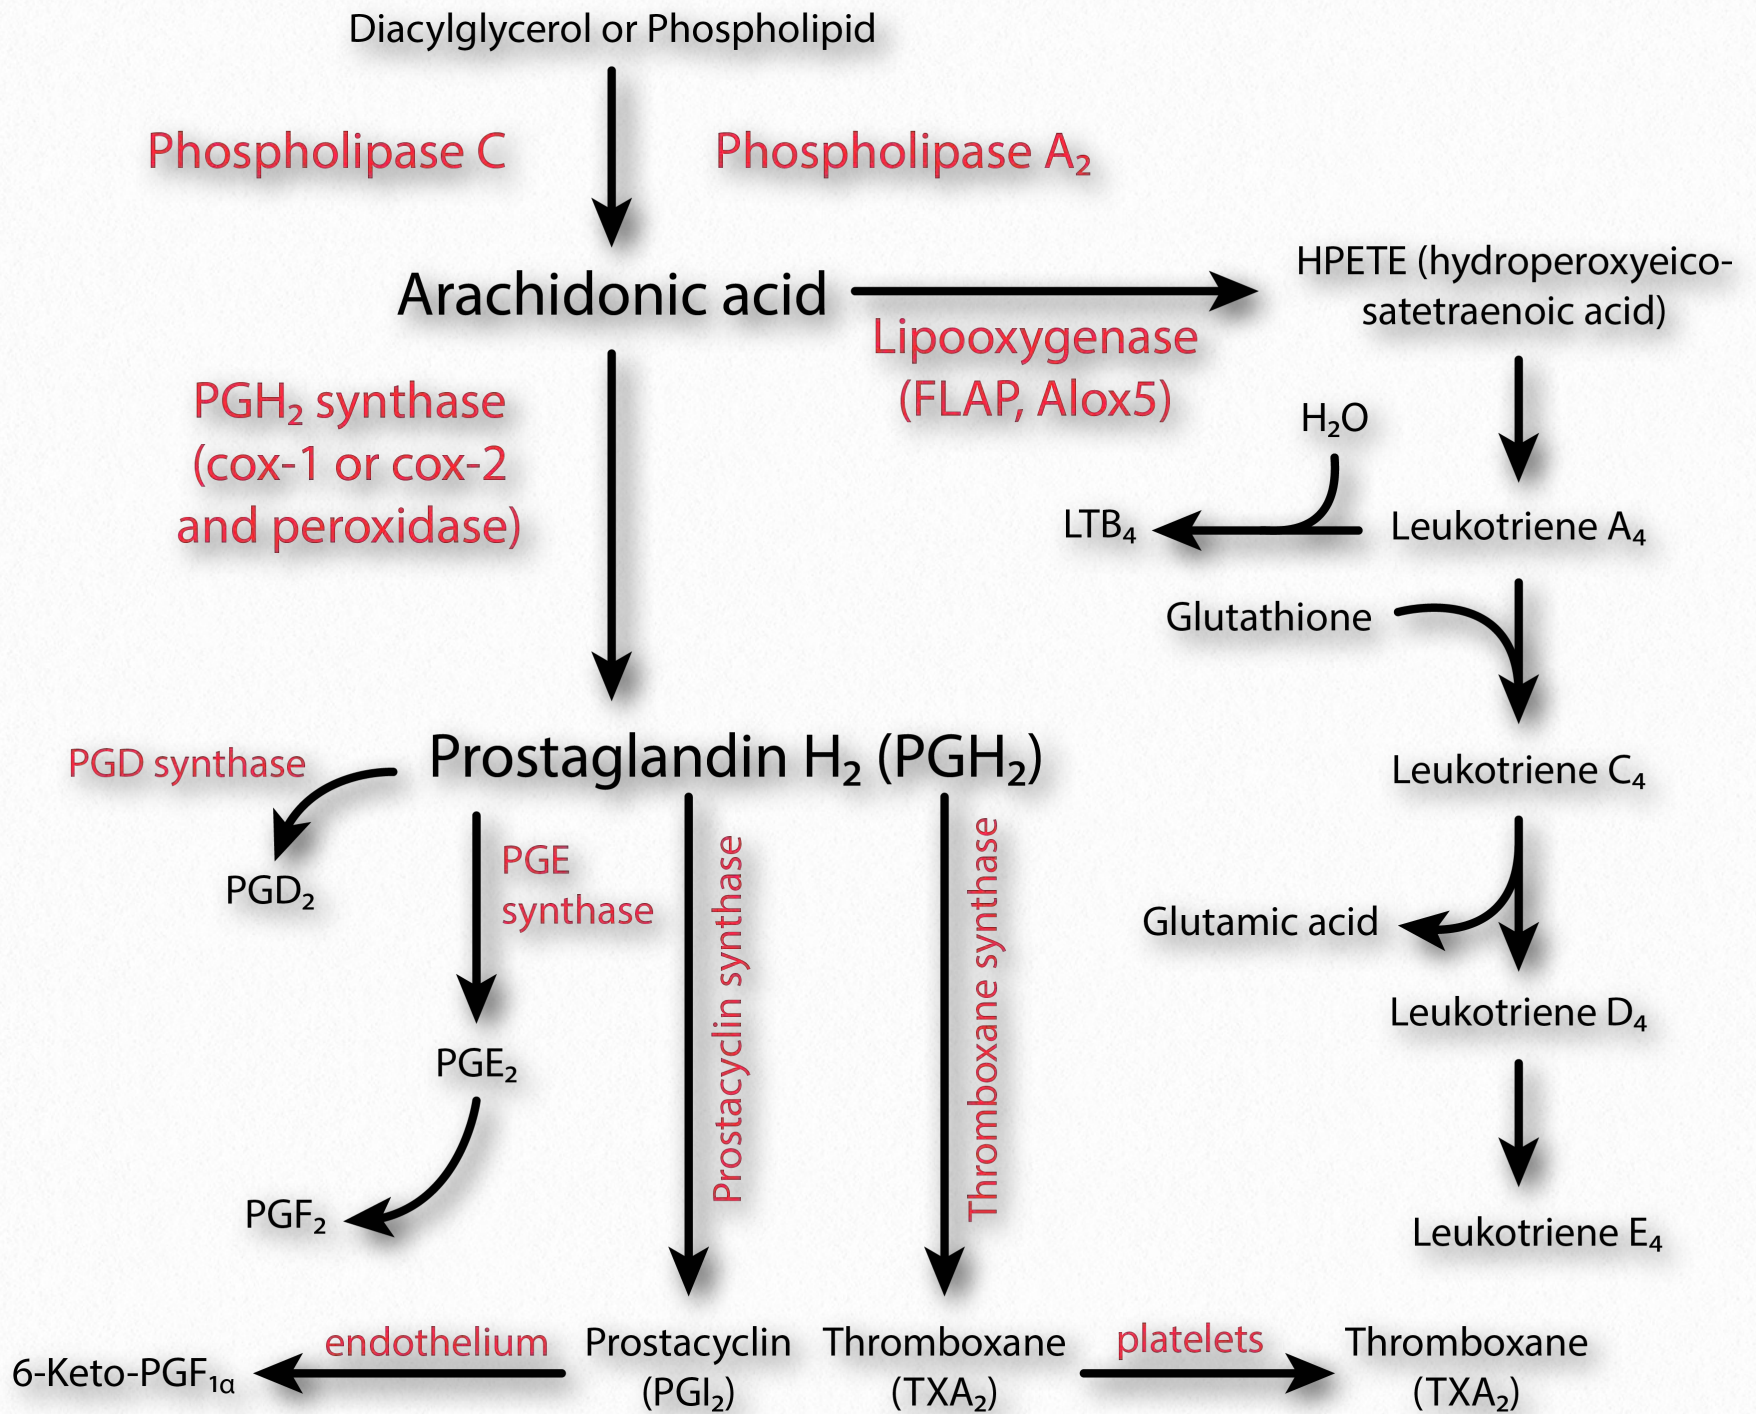 Diacylglycerol or Phospholipid
Phospholipase C
Phospholipase A₂
Arachidonic acid
HPETE (hydroperoxyeico-
satetraenoic acid)
Lipooxygenase
(FLAP, Alox5)
PGH₂ synthase
(cox-1 or cox-2
and peroxidase)
H₂O
LTB₄
Leukotriene A₄
Glutathione
PGD synthase
Prostaglandin H₂ (PGH₂)
Leukotriene C₄
PGD₂
PGE
synthase
Prostacyclin synthase
Thromboxane synthase
Glutamic acid
Leukotriene D₄
PGE₂
PGF₂
Leukotriene E₄
6-Keto-PGF₁α
endothelium
Prostacyclin
(PGI₂)
Thromboxane
(TXA₂)
platelets
Thromboxane
(TXA₂)